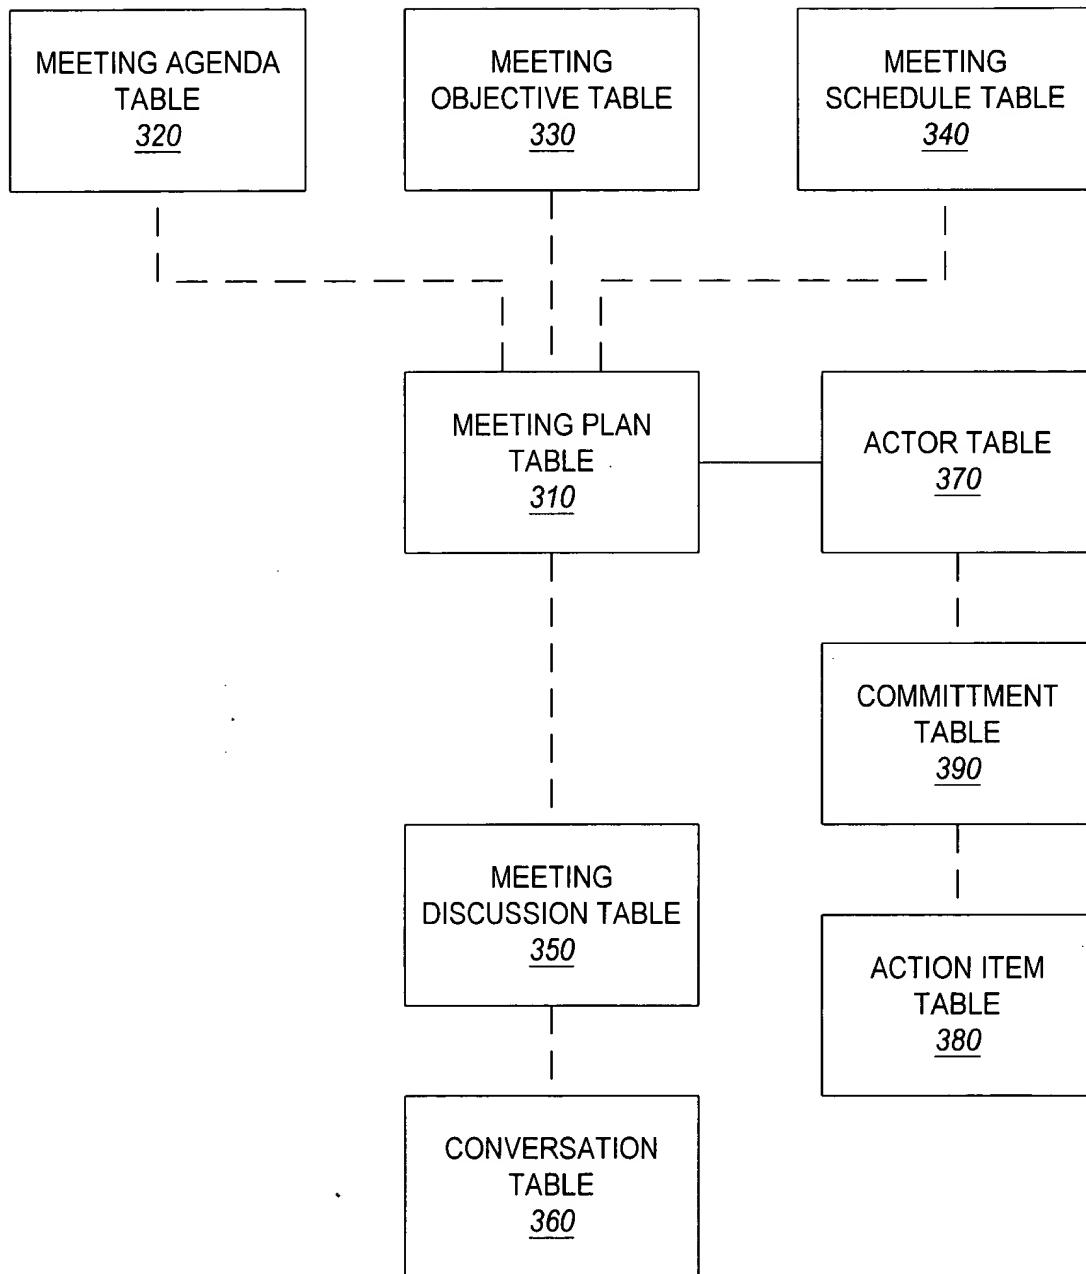 MEETING AGENDA
TABLE
320
MEETING
OBJECTIVE TABLE
330
MEETING
SCHEDULE TABLE
340
MEETING PLAN
TABLE
310
ACTOR TABLE
370
COMMITTMENT
TABLE
390
MEETING
DISCUSSION TABLE
350
ACTION ITEM
TABLE
380
CONVERSATION
TABLE
360